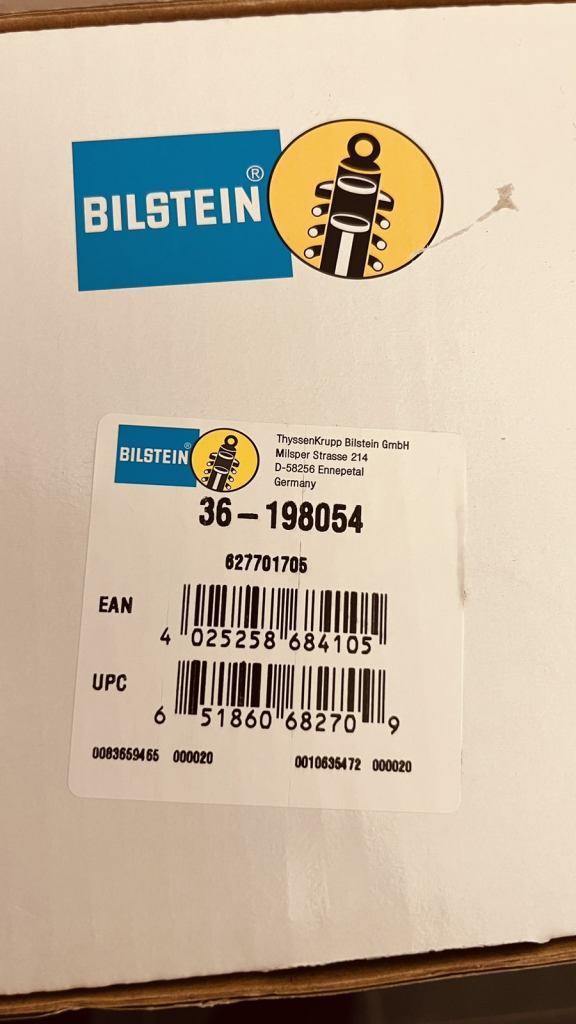 BILSTEIN®
BILSTEIN®
ThyssenKrupp Bilstein GmbH
Milsper Strasse 214
D-58256 Ennepetal
Germany
36-198054
627701705
EAN
4 025258 684105
UPC
6 51860 68270 9
0083659465 000020 0010635472 000020